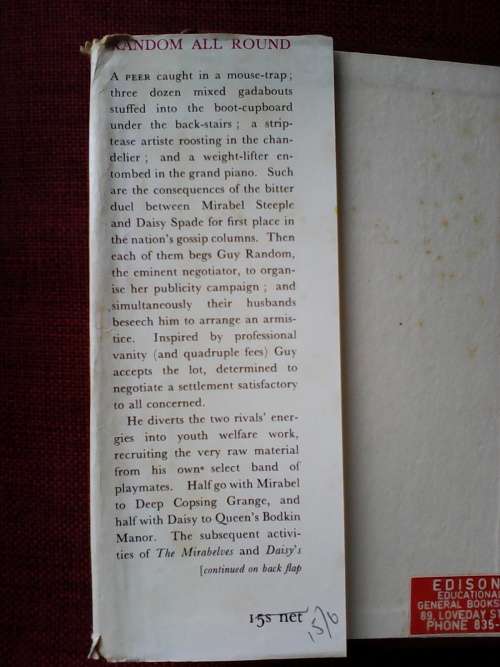 RANDOM ALL ROUND
A PEER caught in a mouse-trap ;
three dozen mixed gadabouts
stuffed into the boot-cupboard
under the back-stairs ; a strip-
tease artiste roosting in the chan-
delier ; and a weight-lifter en-
tombed in the grand piano. Such
are the consequences of the bitter
duel between Mirabel Steeple
and Daisy Spade for first place in
the nation's gossip columns. Then
each of them begs Guy Random,
the eminent negotiator, to organ-
ise her publicity campaign ; and
simultaneously their husbands
beseech him to arrange an armis-
tice. Inspired by professional
vanity (and quadruple fees) Guy
accepts the lot, determined to
negotiate a settlement satisfactory
to all concerned.
He diverts the two rivals' ener-
gies into youth welfare work,
recruiting the very raw material
from his own select band of
playmates. Half go with Mirabel
to Deep Copsing Grange, and
half with Daisy to Queen's Bodkin
Manor. The subsequent activi-
ties of The Mirabelves and Daisy's
[continued on back flap
15s net
15/6
EDISON
EDUCATIONAL
GENERAL BOOKS
89, LOVEDAY ST
PHONE 835-